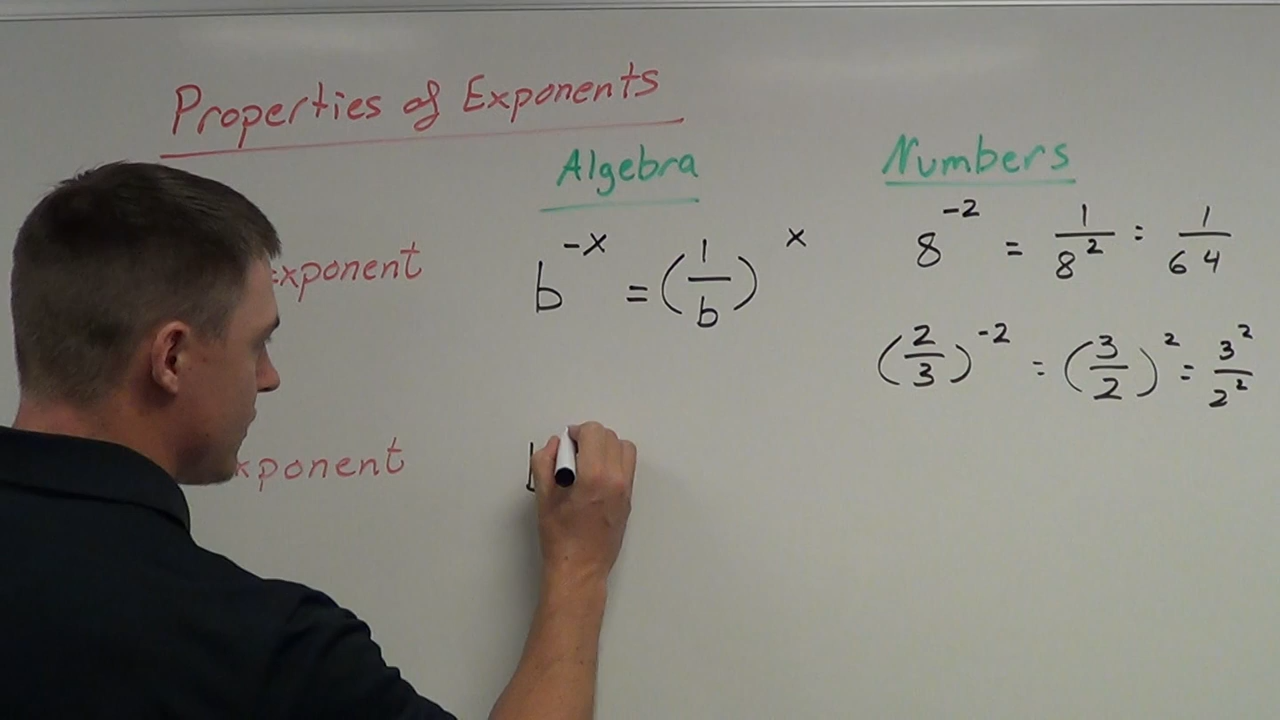 Properties of Exponents
Algebra Numbers
exponent b^-x = (1/b)^x 8^-2 = 1/8^2 = 1/64
(2/3)^-2 = (3/2)^2 = 3^2/2^2
xponent